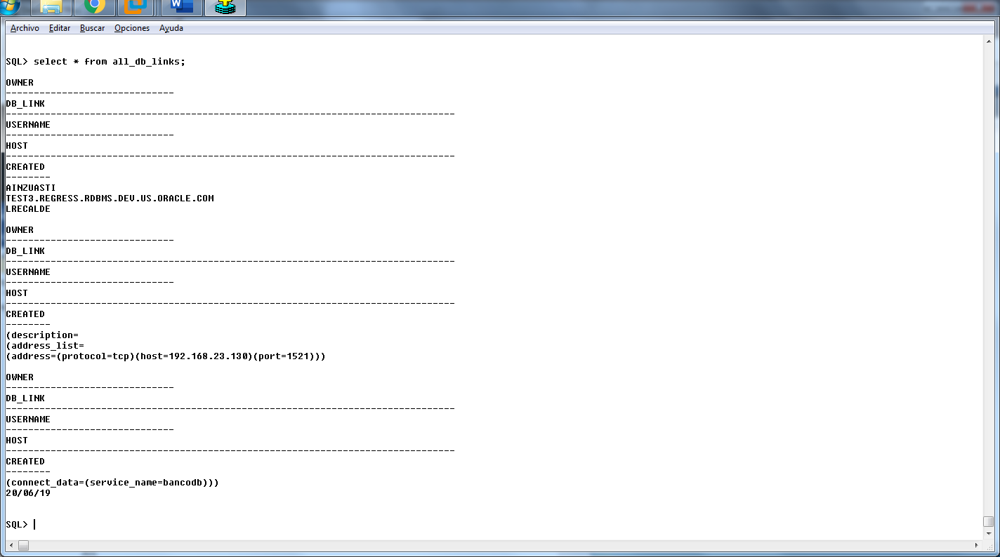 Archivo Editar Buscar Opciones Ayuda
SQL> select * from all_db_links;
OWNER
------------------------------
DB_LINK
--------------------------------------------------------------------------------
USERNAME
------------------------------
HOST
--------------------------------------------------------------------------------
CREATED
--------
AINZUASTI
TEST3.REGRESS.RDBMS.DEV.US.ORACLE.COM
LRECALDE
OWNER
------------------------------
DB_LINK
--------------------------------------------------------------------------------
USERNAME
------------------------------
HOST
--------------------------------------------------------------------------------
CREATED
--------
(description=
(address_list=
(address=(protocol=tcp)(host=192.168.23.130)(port=1521)))
OWNER
------------------------------
DB_LINK
--------------------------------------------------------------------------------
USERNAME
------------------------------
HOST
--------------------------------------------------------------------------------
CREATED
--------
(connect_data=(service_name=bancodb)))
20/06/19
SQL>